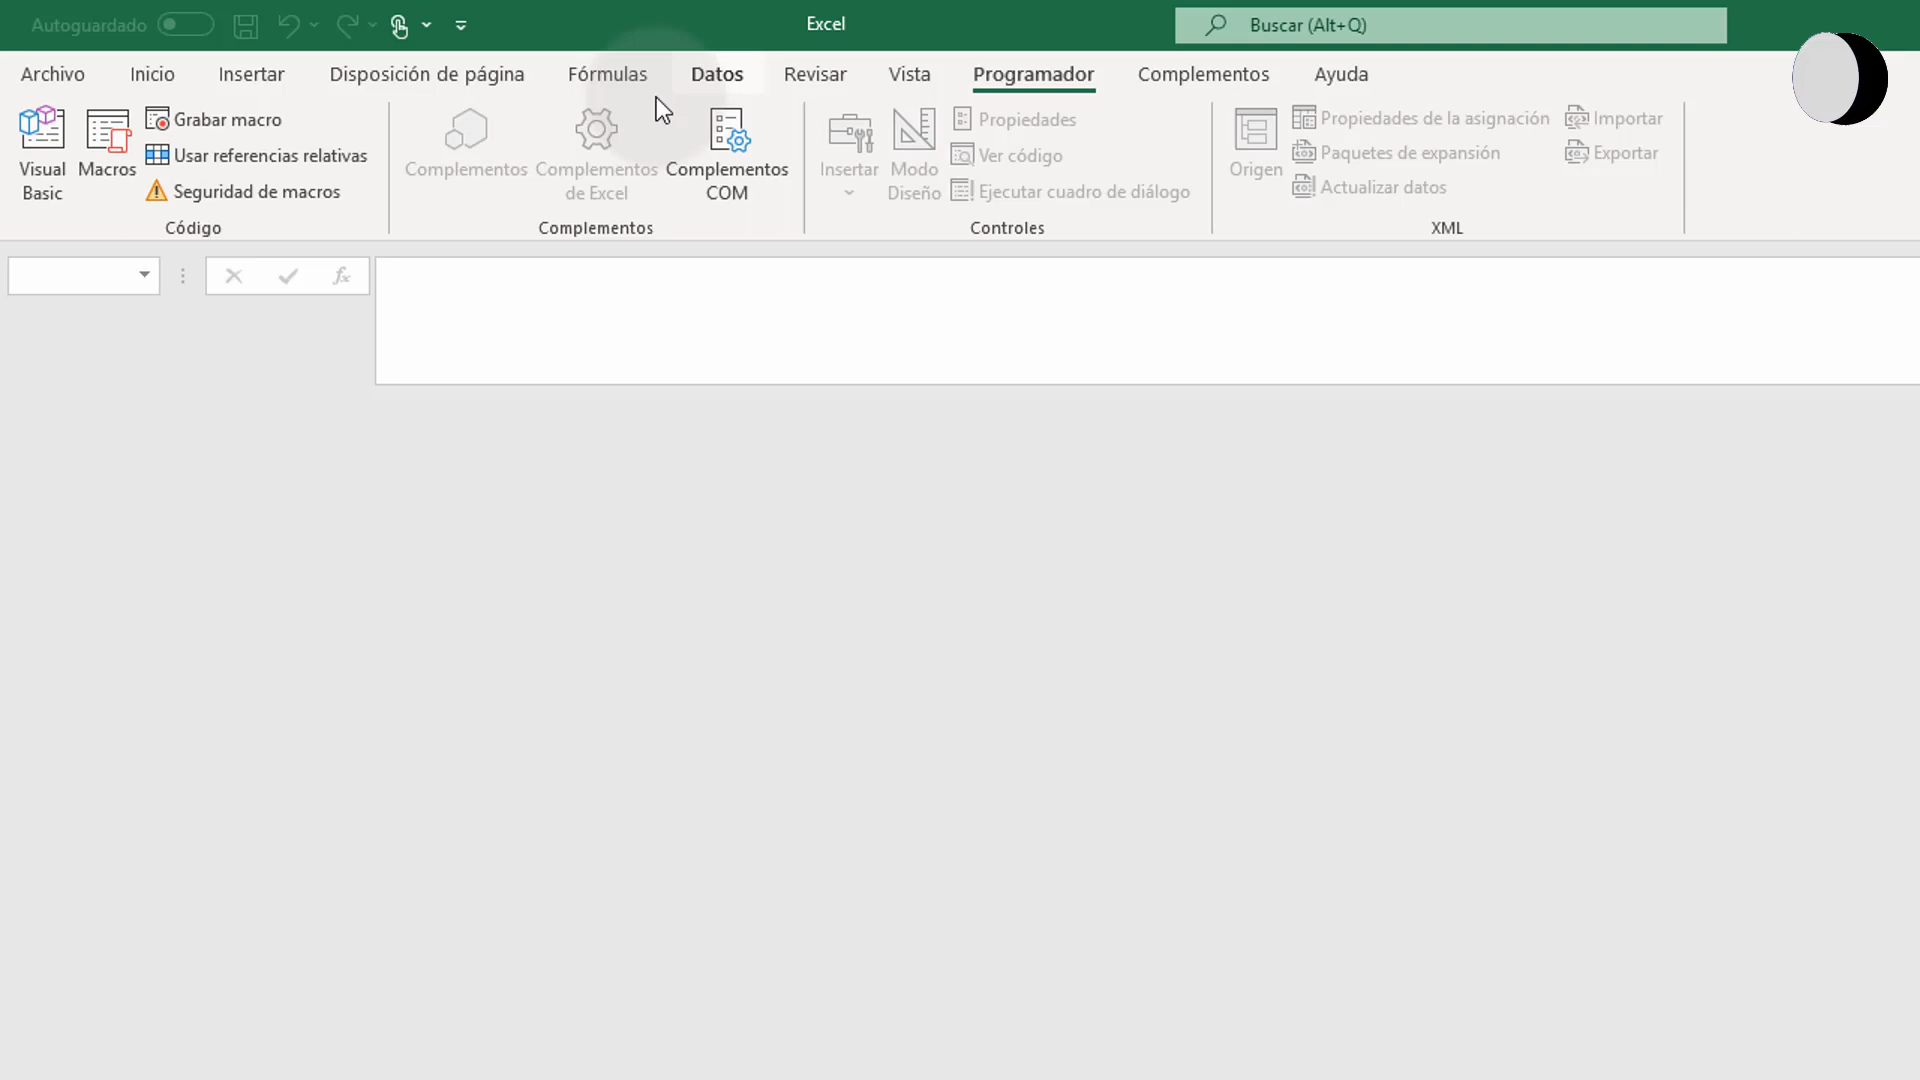 Autoguardado
Excel
Buscar (Alt+Q)
Archivo Inicio Insertar Disposición de página Fórmulas Datos Revisar Vista Programador Complementos Ayuda
Visual
Basic
Macros
Grabar macro
Usar referencias relativas
Seguridad de macros
Código
Complementos
Complementos
de Excel
Complementos
COM
Complementos
Insertar
Modo
Diseño
Propiedades
Ver código
Ejecutar cuadro de diálogo
Controles
Origen
Propiedades de la asignación
Paquetes de expansión
Actualizar datos
Importar
Exportar
XML
fx